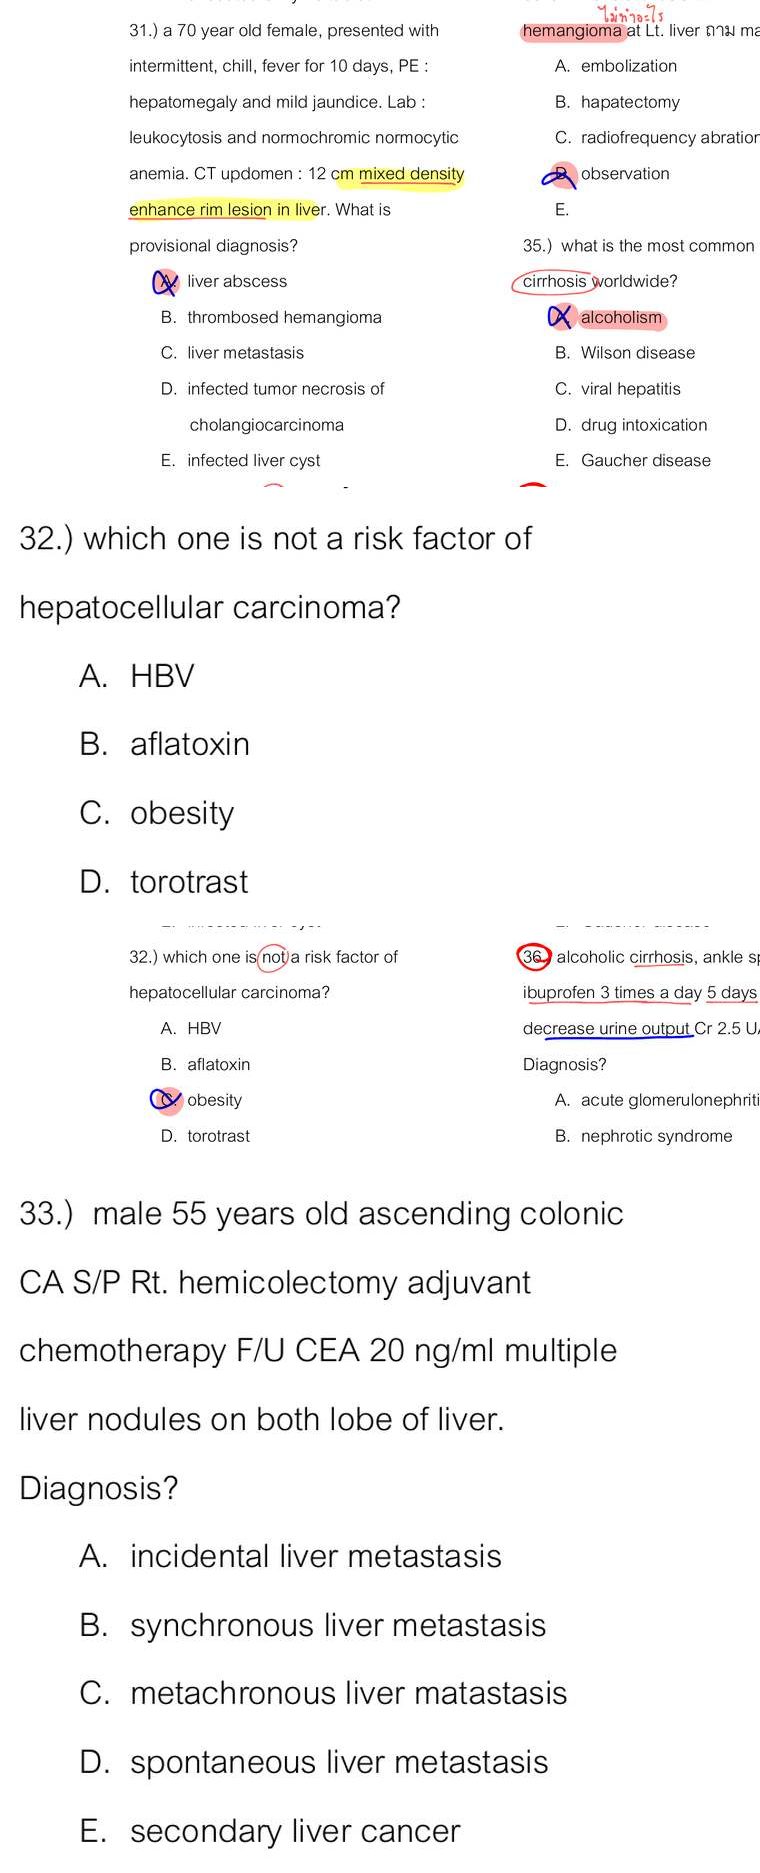 31.) a 70 year old female, presented with
intermittent, chill, fever for 10 days, PE :
hepatomegaly and mild jaundice. Lab :
leukocytosis and normochromic normocytic
anemia. CT updomen : 12 cm mixed density
enhance rim lesion in liver. What is
provisional diagnosis?
A. liver abscess
B. thrombosed hemangioma
C. liver metastasis
D. infected tumor necrosis of
cholangiocarcinoma
E. infected liver cyst
ไม่ทำอะไร
hemangioma at Lt. liver ถาม ma
A. embolization
B. hapatectomy
C. radiofrequency abration
D. observation
E.
35.) what is the most common
cirrhosis worldwide?
alcoholism
B. Wilson disease
C. viral hepatitis
D. drug intoxication
E. Gaucher disease
32.) which one is not a risk factor of
hepatocellular carcinoma?
A. HBV
B. aflatoxin
C. obesity
D. torotrast
32.) which one is not a risk factor of
hepatocellular carcinoma?
A. HBV
B. aflatoxin
C. obesity
D. torotrast
36. alcoholic cirrhosis, ankle sp
ibuprofen 3 times a day 5 days
decrease urine output Cr 2.5 U
Diagnosis?
A. acute glomerulonephriti
B. nephrotic syndrome
33.) male 55 years old ascending colonic
CA S/P Rt. hemicolectomy adjuvant
chemotherapy F/U CEA 20 ng/ml multiple
liver nodules on both lobe of liver.
Diagnosis?
A. incidental liver metastasis
B. synchronous liver metastasis
C. metachronous liver matastasis
D. spontaneous liver metastasis
E. secondary liver cancer